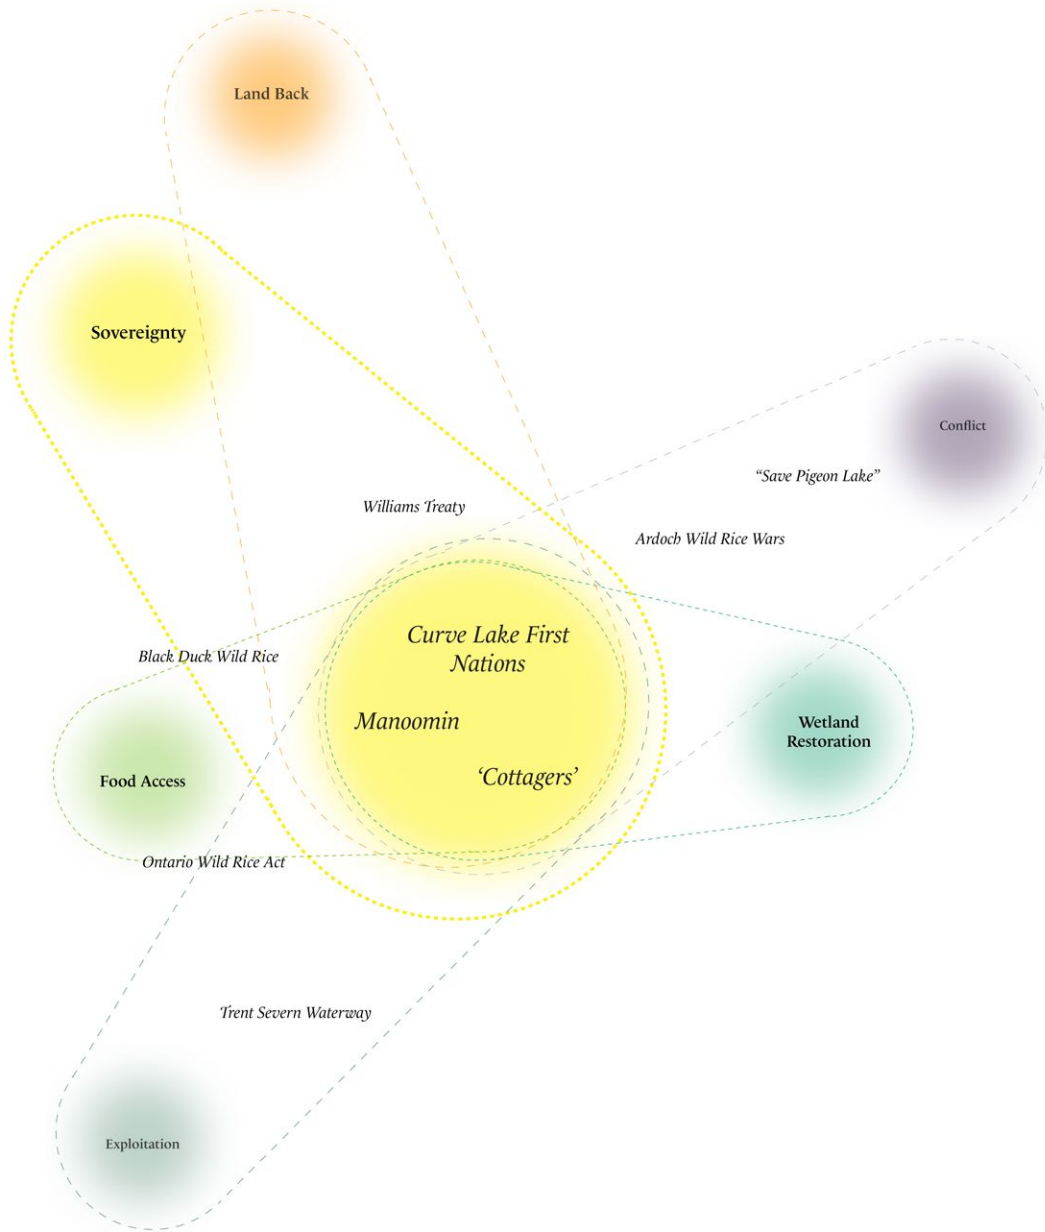 Land Back
Sovereignty
Conflict
“Save Pigeon Lake”
Williams Treaty
Ardoch Wild Rice Wars
Curve Lake First
Nations
Black Duck Wild Rice
Manoomin
Wetland
Restoration
‘Cottagers’
Food Access
Ontario Wild Rice Act
Trent Severn Waterway
Exploitation